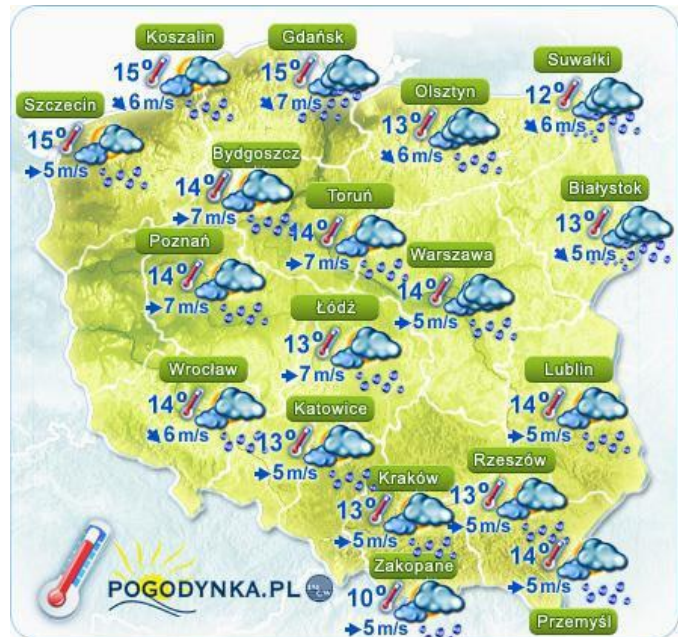 Koszalin
15°
6 m/s
Gdańsk
15°
7 m/s
Suwałki
12°
6 m/s
Olsztyn
13°
6 m/s
Szczecin
15°
5 m/s
Bydgoszcz
14°
7 m/s
Toruń
14°
7 m/s
Białystok
13°
5 m/s
Poznań
14°
7 m/s
Warszawa
14°
5 m/s
Łódź
13°
7 m/s
Wrocław
14°
6 m/s
Katowice
13°
5 m/s
Lublin
14°
5 m/s
Kraków
13°
5 m/s
Rzeszów
13°
5 m/s
Zakopane
10°
5 m/s
14°
5 m/s
Przemyśl
POGODYNKA.PL